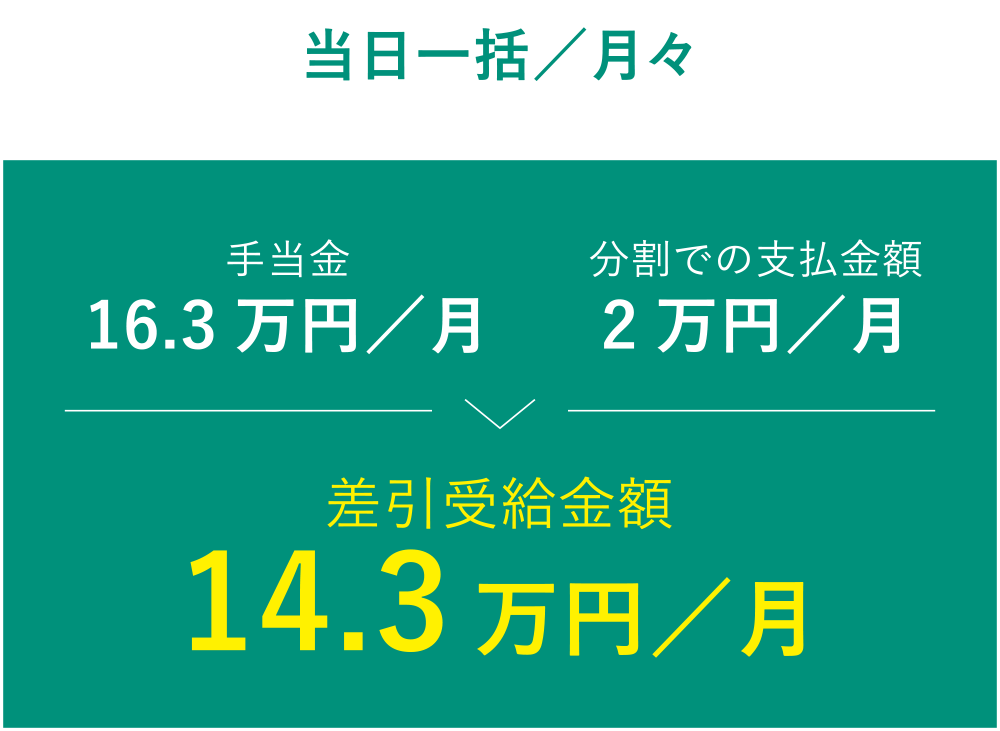 当日一括／月々
手当金
16.3 万円／月
分割での支払金額
2 万円／月
差引受給金額
14.3 万円／月